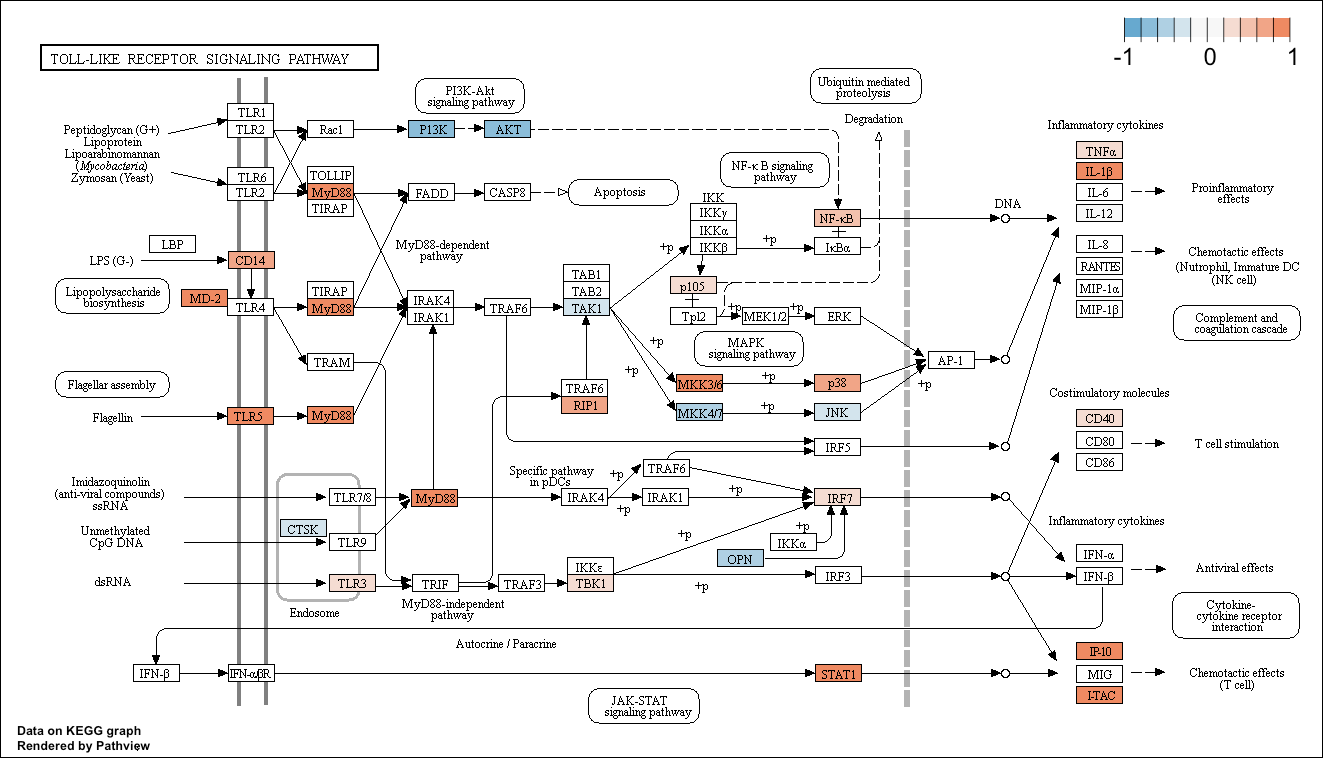 -1 0 1
TOLL-LIKE RECEPTOR SIGNALING PATHWAY
PI3K-Akt
signaling pathway
Ubiquitin mediated
proteolysis
Degradation
TLR1
TLR2
Peptidoglycan (G+)
Lipoprotein
Lipoarabinomannan
(Mycobacteria)
Zymosan (Yeast)
Rac1
P13K
AKT
Inflammatory cytokines
TNFα
IL-1β
IL-6
IL-12
Proinflammatory
effects
TLR6
TLR2
TOLLIP
MyD88
TIRAP
FADD
CASP8
Apoptosis
NF-κ B signaling
pathway
IKK
IKKγ
IKKα
IKKβ
+p
+p
NF-κB
+
IκBα
DNA
LBP
LPS (G-)
CD14
MyD88-dependent
pathway
IL-8
RANTES
MIP-1α
MIP-1β
Chemotactic effects
(Nutrophil, Immature DC
(NK cell)
Lipopolysaccharide
biosynthesis
MD-2
TLR4
TIRAP
MyD88
IRAK4
IRAK1
TRAF6
TAB1
TAB2
TAK1
p105
+
Tpl2
+p
MEK1/2
+p
ERK
Complement and
coagulation cascade
TRAM
+p
+p
MAPK
signaling pathway
AP-1
Flagellar assembly
Flagellin
TLR5
MyD88
TRAF6
RIP1
MKK3/6
+p
p38
MKK4/7
+p
JNK
+p
Costimulatory molecules
CD40
CD80
CD86
T cell stimulation
IRF5
Imidazoquinolin
(anti-viral compounds)
ssRNA
TLR7/8
MyD88
Specific pathway
in pDCs
IRAK4
+p
+p
TRAF6
IRAK1
+p
IRF7
Unmethylated
CpG DNA
CTSK
TLR9
+p
+p
IKKα
OPN
Inflammatory cytokines
IFN-α
IFN-β
Antiviral effects
dsRNA
TLR3
TRIF
TRAF3
IKKε
TBK1
+p
IRF3
Endosome
MyD88-independent
pathway
Cytokine-
cytokine receptor
interaction
Autocrine / Paracrine
IFN-β
IFN-α/βR
STAT1
IP-10
MIG
I-TAC
Chemotactic effects
(T cell)
JAK-STAT
signaling pathway
Data on KEGG graph
Rendered by Pathview